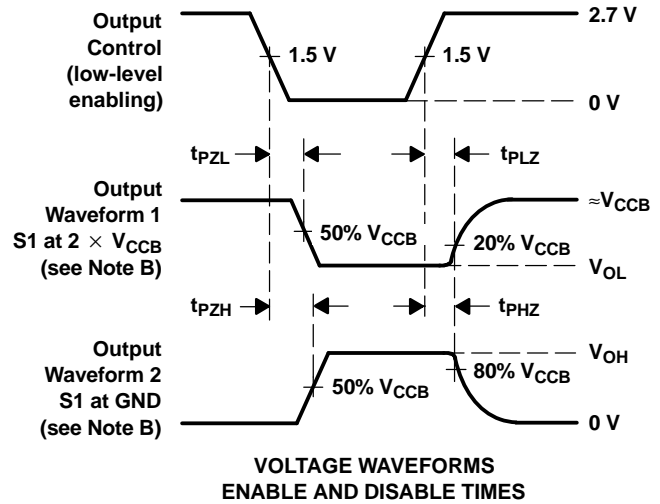 Output
Control
(low-level
enabling)
2.7 V
1.5 V
1.5 V
0 V
tPZL
tPLZ
Output
Waveform 1
S1 at 2 × VCCB
(see Note B)
≈VCCB
50% VCCB
20% VCCB
VOL
tPZH
tPHZ
Output
Waveform 2
S1 at GND
(see Note B)
VOH
50% VCCB
80% VCCB
0 V
VOLTAGE WAVEFORMS
ENABLE AND DISABLE TIMES